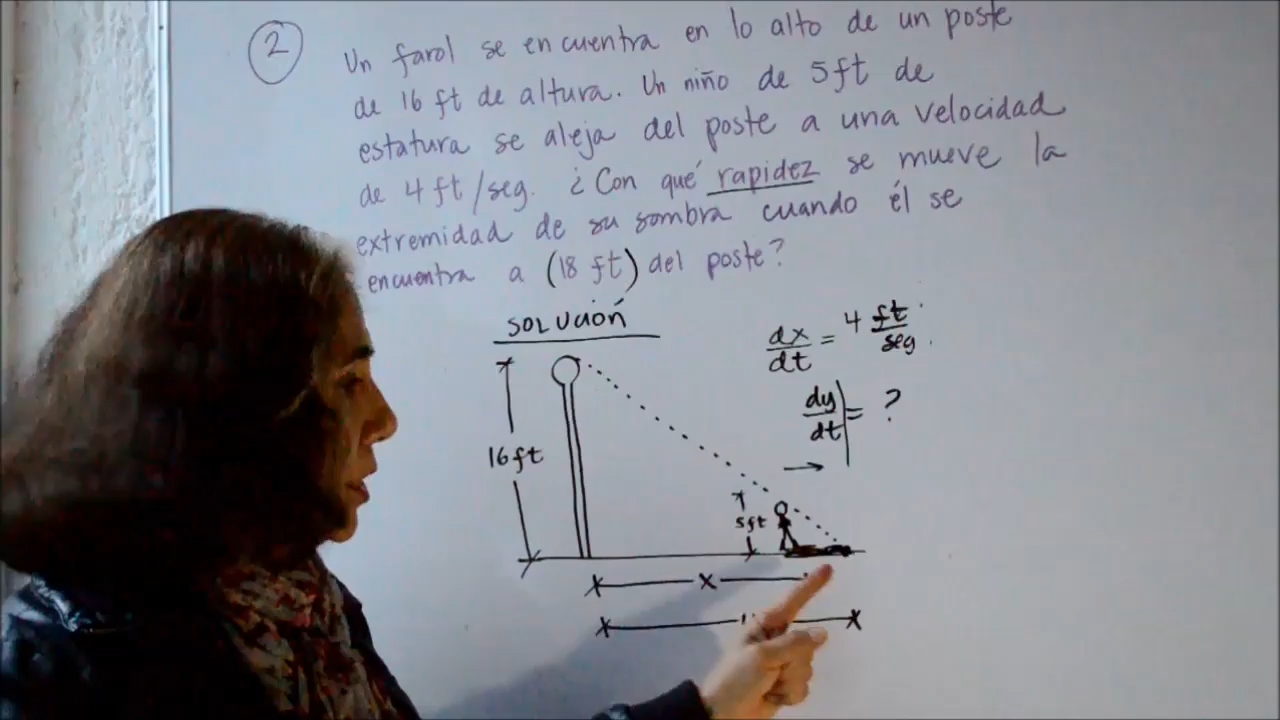 2
Un farol se encuentra en lo alto de un poste
de 16 ft de altura. Un niño de 5ft de
estatura se aleja del poste a una velocidad
de 4 ft/seg. ¿Con qué rapidez se mueve la
extremidad de su sombra cuando él se
encuentra a (18 ft) del poste?
SOLUCIÓN
dx/dt = 4 ft/seg.
dy/dt| = ?
16ft
5ft
x